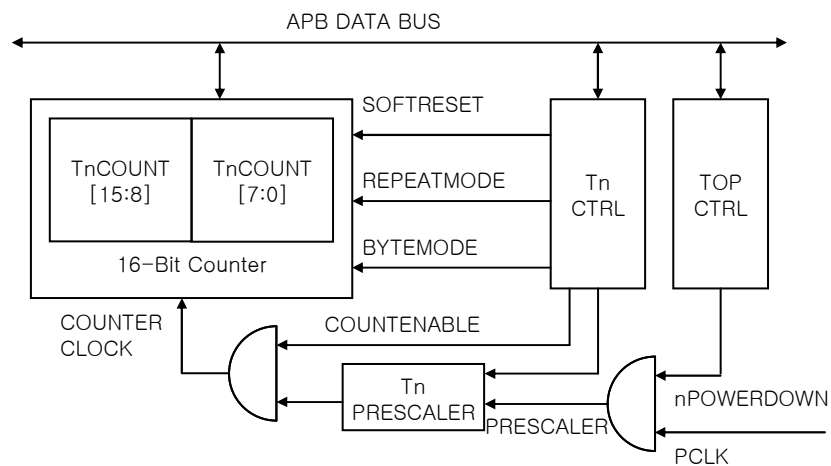 APB DATA BUS
SOFTRESET
TnCOUNT
[15:8]
TnCOUNT
[7:0]
REPEATMODE
Tn
CTRL
TOP
CTRL
BYTEMODE
16-Bit Counter
COUNTER
CLOCK
COUNTENABLE
Tn
PRESCALER
PRESCALER
nPOWERDOWN
PCLK